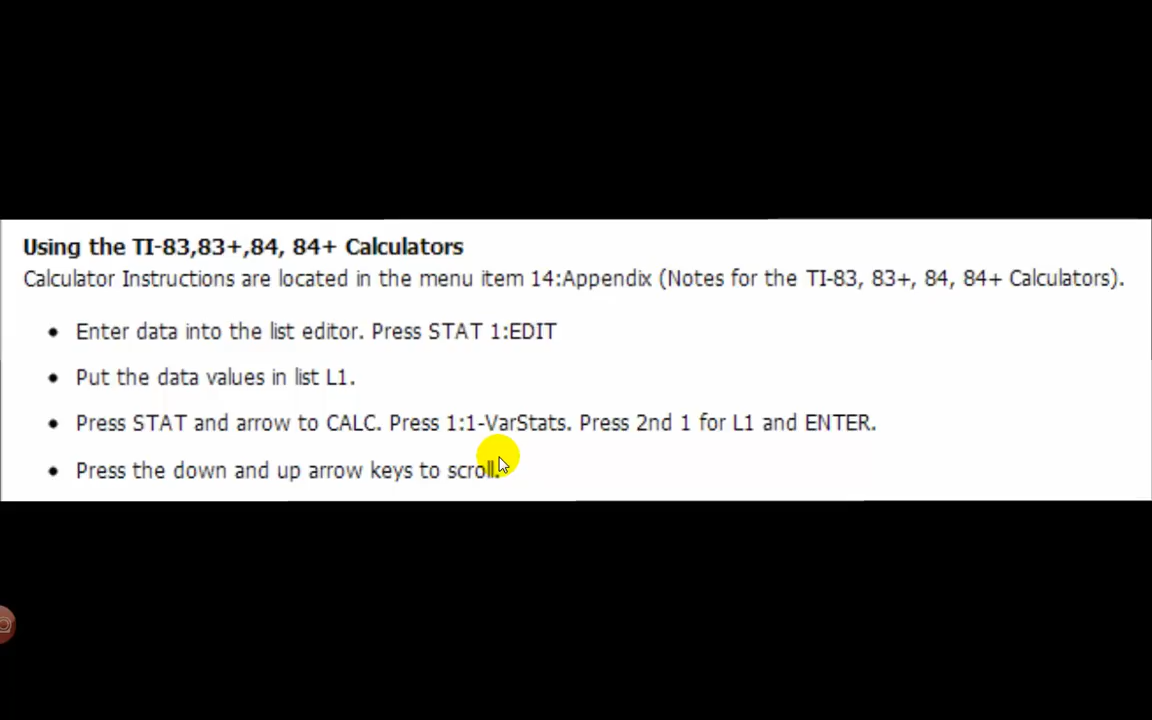 Using the TI-83,83+,84, 84+ Calculators
Calculator Instructions are located in the menu item 14:Appendix (Notes for the TI-83, 83+, 84, 84+ Calculators).
• Enter data into the list editor. Press STAT 1:EDIT
• Put the data values in list L1.
• Press STAT and arrow to CALC. Press 1:1-VarStats. Press 2nd 1 for L1 and ENTER.
• Press the down and up arrow keys to scroll.